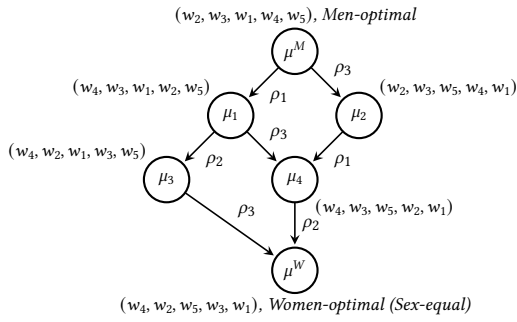 (w₂, w₃, w₁, w₄, w₅), Men-optimal
μᴹ
ρ₁
ρ₃
(w₄, w₃, w₁, w₂, w₅)
(w₂, w₃, w₅, w₄, w₁)
μ₁
μ₂
(w₄, w₂, w₁, w₃, w₅)
ρ₂
ρ₃
ρ₁
μ₃
μ₄
(w₄, w₃, w₅, w₂, w₁)
ρ₃
ρ₂
μᵂ
(w₄, w₂, w₅, w₃, w₁), Women-optimal (Sex-equal)